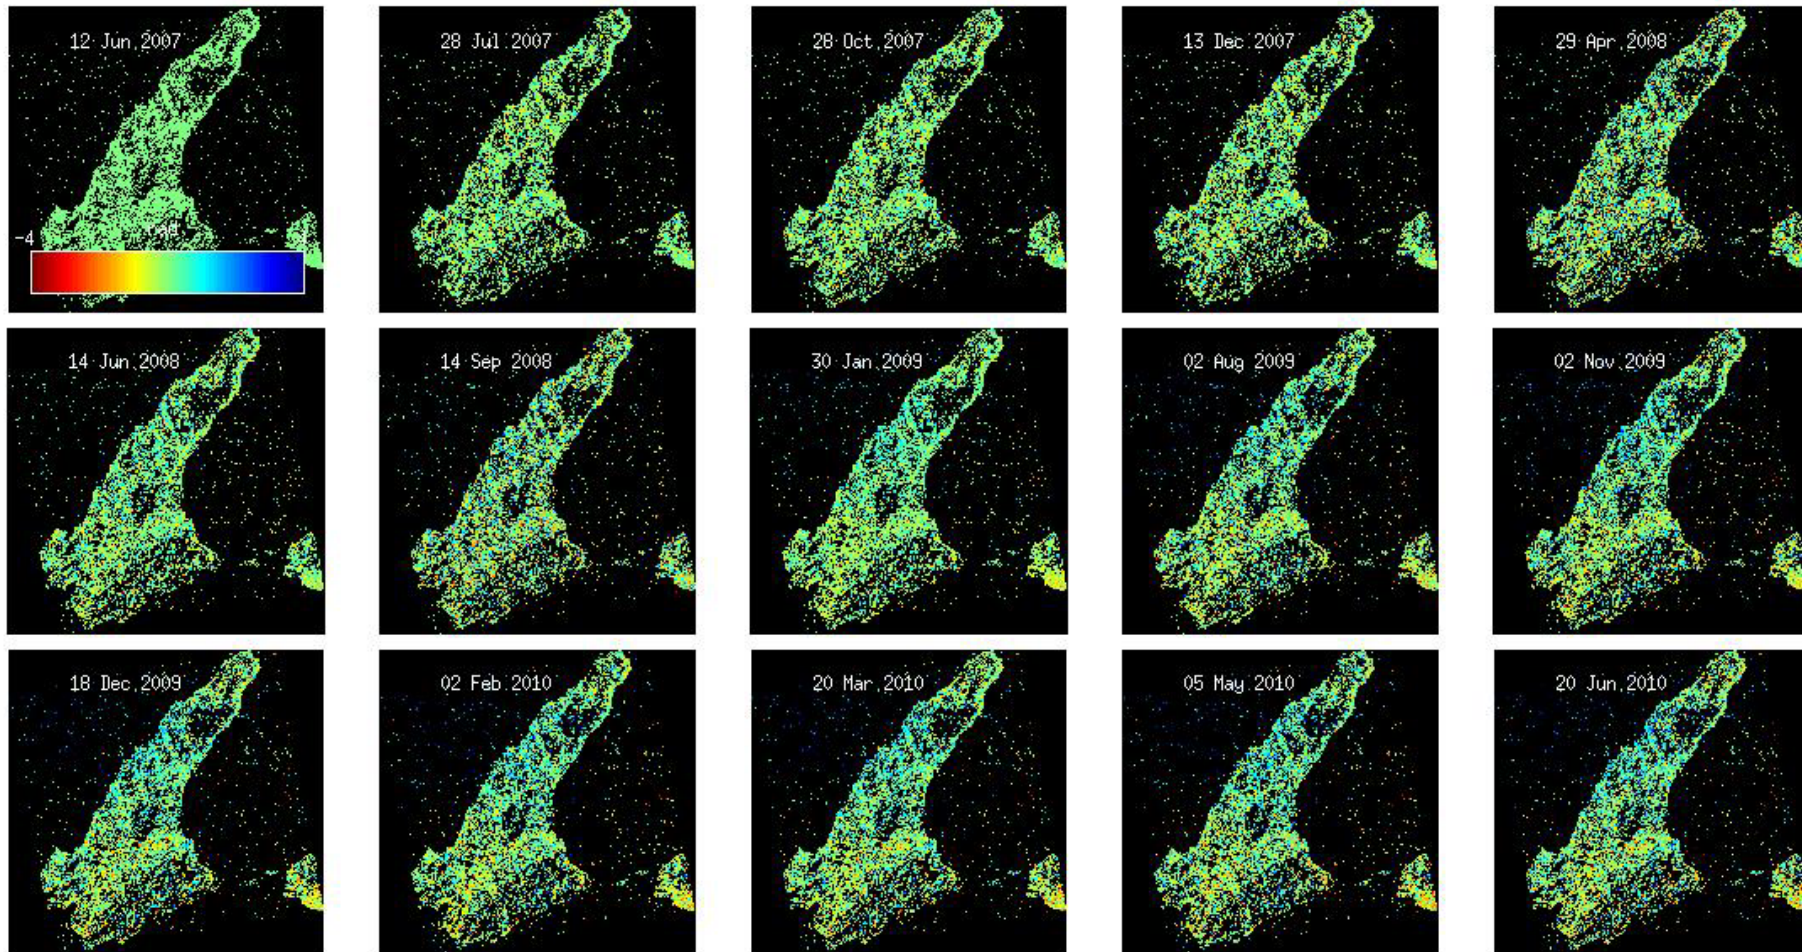 12 Jun 2007
28 Jul 2007
28 Oct 2007
13 Dec 2007
29 Apr 2008
-4
14 Jun 2008
14 Sep 2008
30 Jan 2009
02 Aug 2009
02 Nov 2009
18 Dec 2009
02 Feb 2010
20 Mar 2010
05 May 2010
20 Jun 2010